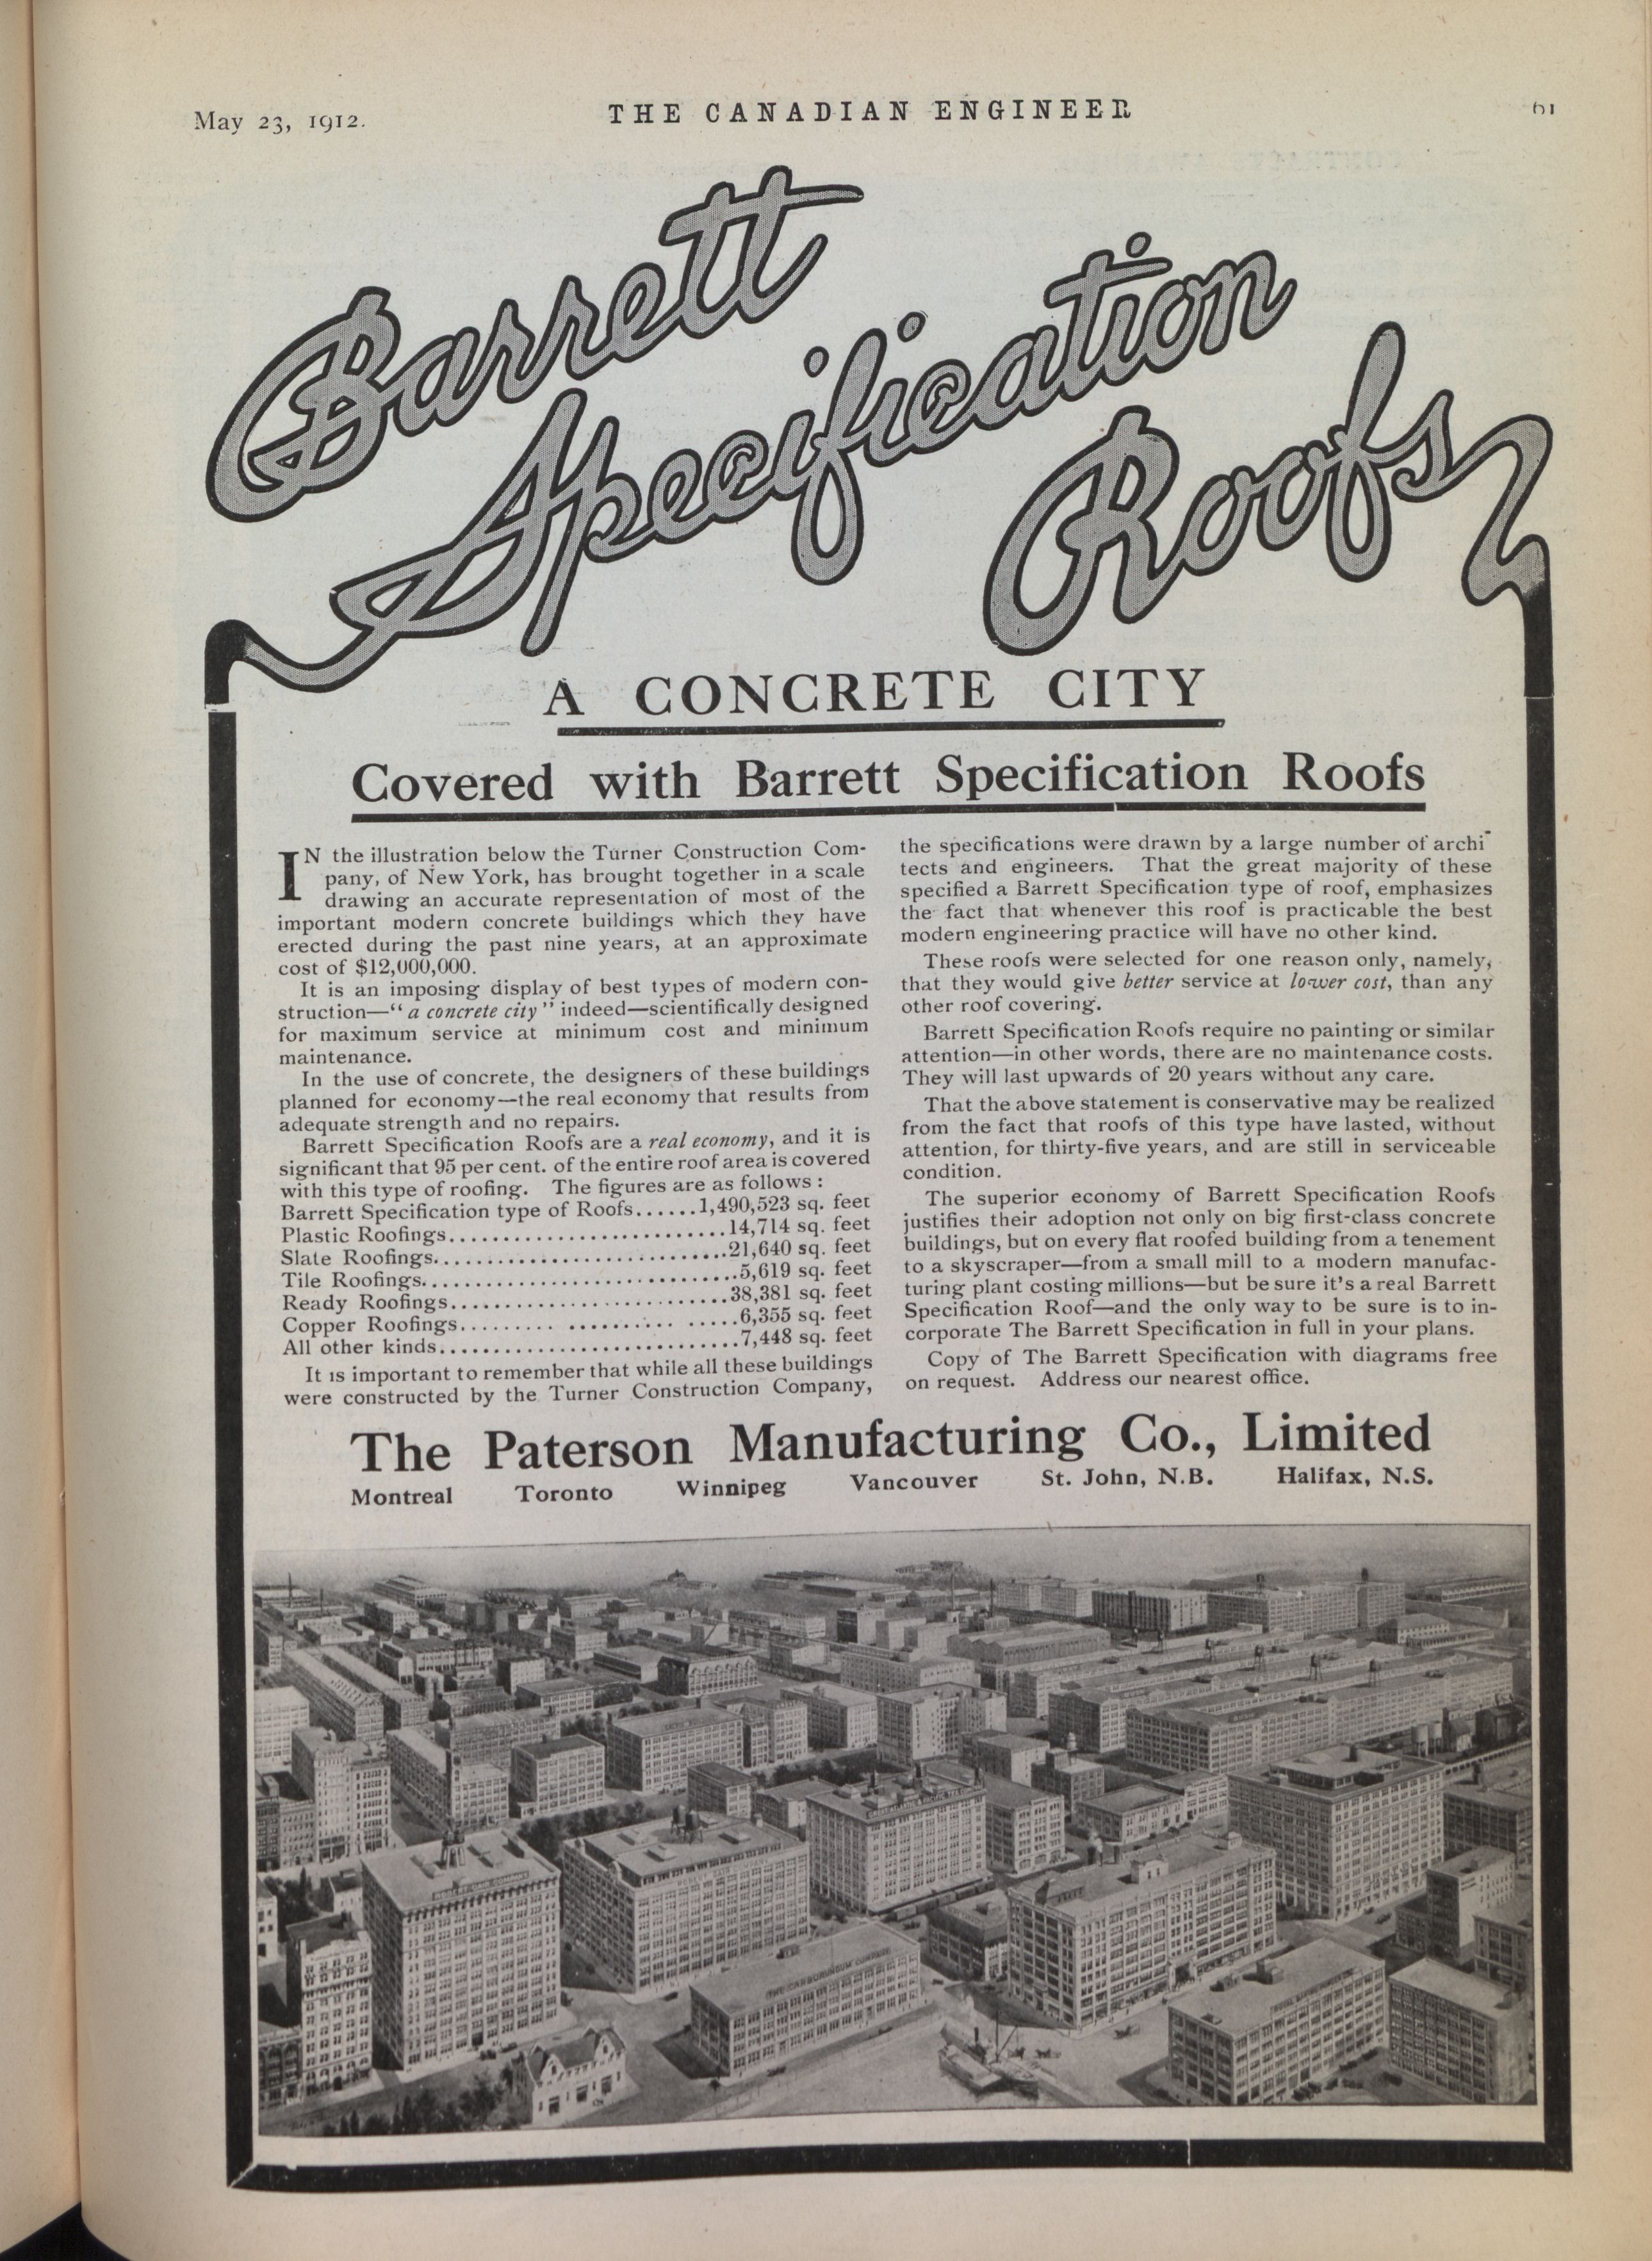 May 23, 1912.
THE CANADIAN ENGINEER
61
Barrett
Specification
Roofs
A CONCRETE CITY
Covered with Barrett Specification Roofs
IN the illustration below the Turner Construction Com-
pany, of New York, has brought together in a scale
drawing an accurate representation of most of the
important modern concrete buildings which they have
erected during the past nine years, at an approximate
cost of $12,000,000.
It is an imposing display of best types of modern con-
struction—“a concrete city” indeed—scientifically designed
for maximum service at minimum cost and minimum
maintenance.
In the use of concrete, the designers of these buildings
planned for economy—the real economy that results from
adequate strength and no repairs.
Barrett Specification Roofs are a real economy, and it is
significant that 95 per cent. of the entire roof area is covered
with this type of roofing. The figures are as follows :
Barrett Specification type of Roofs......1,490,523 sq. feet
Plastic Roofings..........................14,714 sq. feet
Slate Roofings...........................21,640 sq. feet
Tile Roofings............................5,619 sq. feet
Ready Roofings.........................38,381 sq. feet
Copper Roofings......... .......... .....6,355 sq. feet
All other kinds...........................7,448 sq. feet
It is important to remember that while all these buildings
were constructed by the Turner Construction Company,
the specifications were drawn by a large number of archi-
tects and engineers. That the great majority of these
specified a Barrett Specification type of roof, emphasizes
the fact that whenever this roof is practicable the best
modern engineering practice will have no other kind.
These roofs were selected for one reason only, namely,
that they would give better service at lower cost, than any
other roof covering.
Barrett Specification Roofs require no painting or similar
attention—in other words, there are no maintenance costs.
They will last upwards of 20 years without any care.
That the above statement is conservative may be realized
from the fact that roofs of this type have lasted, without
attention, for thirty-five years, and are still in serviceable
condition.
The superior economy of Barrett Specification Roofs
justifies their adoption not only on big first-class concrete
buildings, but on every flat roofed building from a tenement
to a skyscraper—from a small mill to a modern manufac-
turing plant costing millions—but be sure it's a real Barrett
Specification Roof—and the only way to be sure is to in-
corporate The Barrett Specification in full in your plans.
Copy of The Barrett Specification with diagrams free
on request. Address our nearest office.
The Paterson Manufacturing Co., Limited
Montreal Toronto Winnipeg Vancouver St. John, N.B. Halifax, N.S.
THE CARBORUNDUM COMPANY